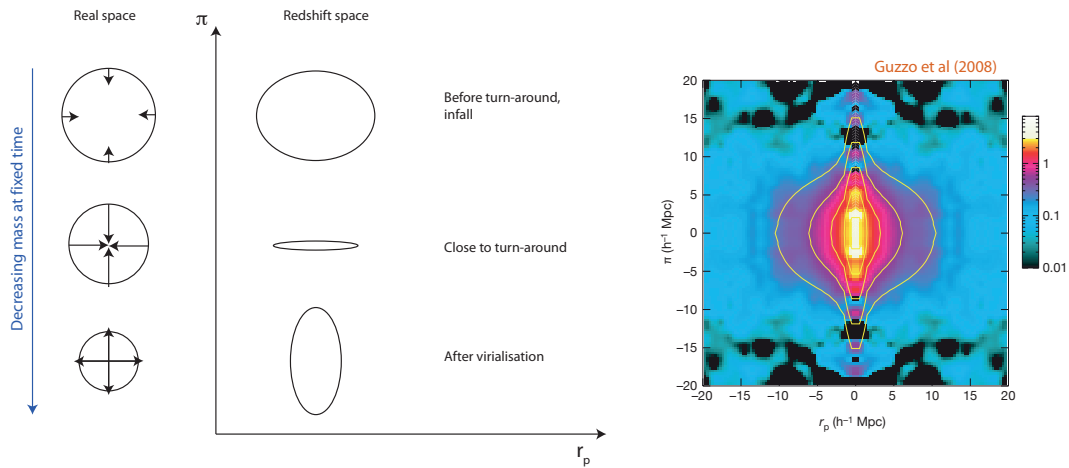 Real space
π
Redshift space
Decreasing mass at fixed time
Before turn-around,
infall
Close to turn-around
After virialisation
r_p
Guzzo et al (2008)
20
15
10
5
0
−5
−10
−15
−20
π (h⁻¹ Mpc)
−20 −15 −10 −5 0 5 10 15 20
r_p (h⁻¹ Mpc)
1
0.1
0.01